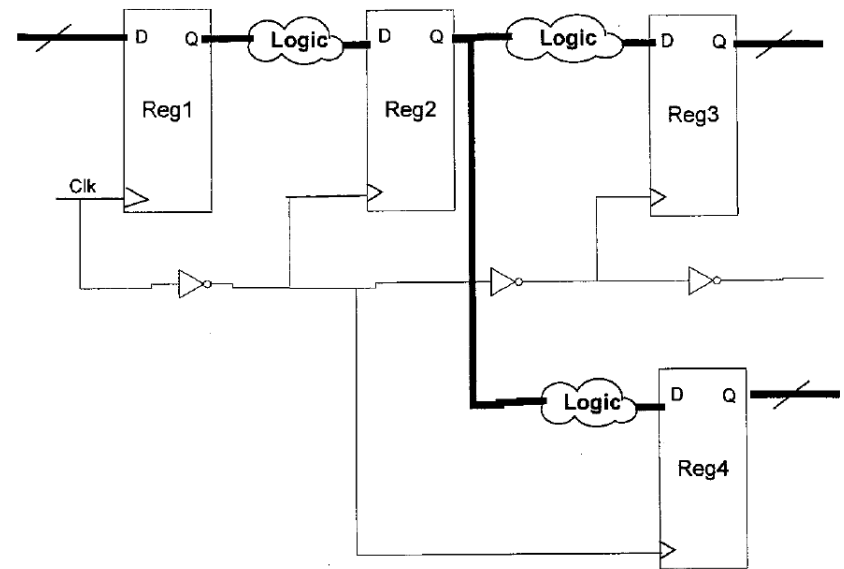 D Q Logic D Q Logic D Q
Reg1 Reg2 Reg3
Clk
Logic D Q
Reg4